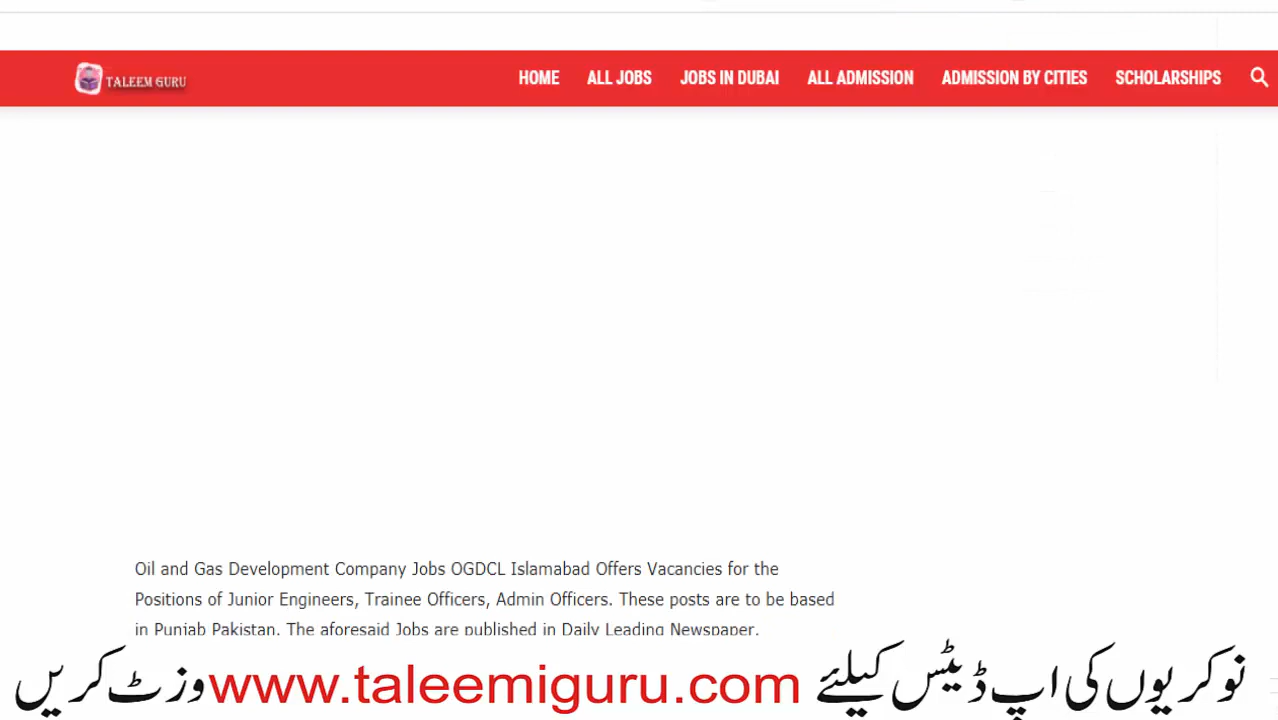 TALEEM GURU
HOME ALL JOBS JOBS IN DUBAI ALL ADMISSION ADMISSION BY CITIES SCHOLARSHIPS
Oil and Gas Development Company Jobs OGDCL Islamabad Offers Vacancies for the
Positions of Junior Engineers, Trainee Officers, Admin Officers. These posts are to be based
in Punjab Pakistan. The aforesaid Jobs are published in Daily Leading Newspaper.
نوکریوں کی اپ ڈیٹس کیلئے www.taleemiguru.com وزٹ کریں